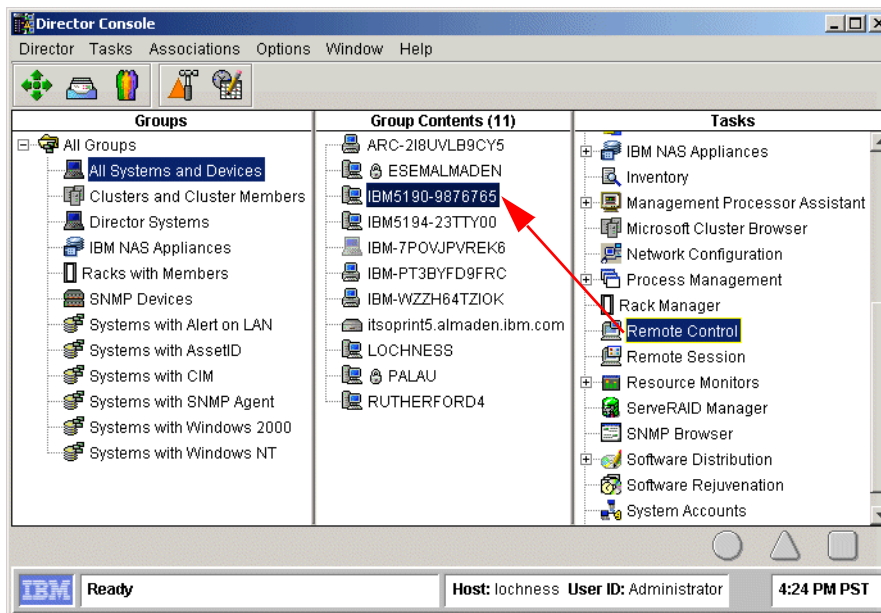 Director Console
Director Tasks Associations Options Window Help
Groups
All Groups
All Systems and Devices
Clusters and Cluster Members
Director Systems
IBM NAS Appliances
Racks with Members
SNMP Devices
Systems with Alert on LAN
Systems with AssetID
Systems with CIM
Systems with SNMP Agent
Systems with Windows 2000
Systems with Windows NT
Group Contents (11)
ARC-2I8UVLB9CY5
ESEMALMADEN
IBM5190-9876765
IBM5194-23TTY00
IBM-7POVJPVREK6
IBM-PT3BYFD9FRC
IBM-WZZH64TZIOK
itsoprint5.almaden.ibm.com
LOCHNESS
PALAU
RUTHERFORD4
Tasks
IBM NAS Appliances
Inventory
Management Processor Assistant
Microsoft Cluster Browser
Network Configuration
Process Management
Rack Manager
Remote Control
Remote Session
Resource Monitors
ServeRAID Manager
SNMP Browser
Software Distribution
Software Rejuvenation
System Accounts
IBM
Ready
Host: lochness User ID: Administrator
4:24 PM PST